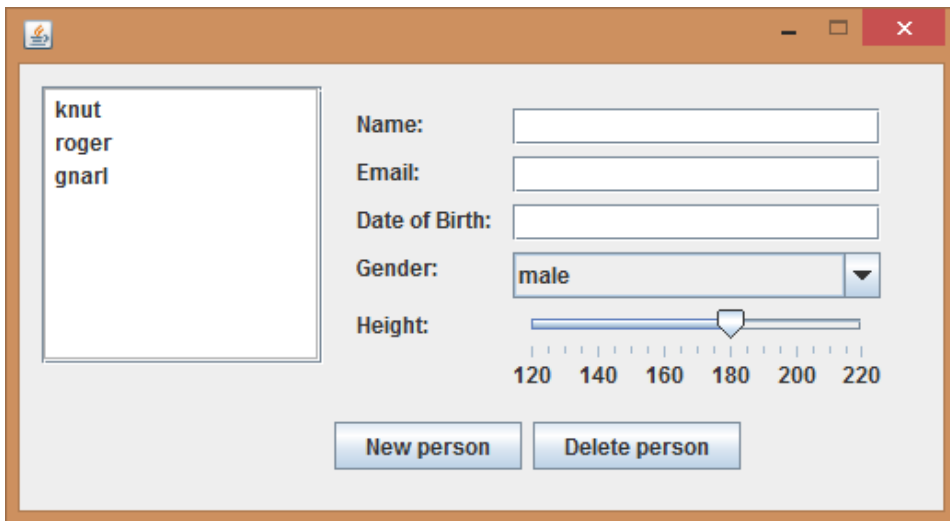 knut
roger
gnarl
Name:
Email:
Date of Birth:
Gender:
male
Height:
120 140 160 180 200 220
New person
Delete person